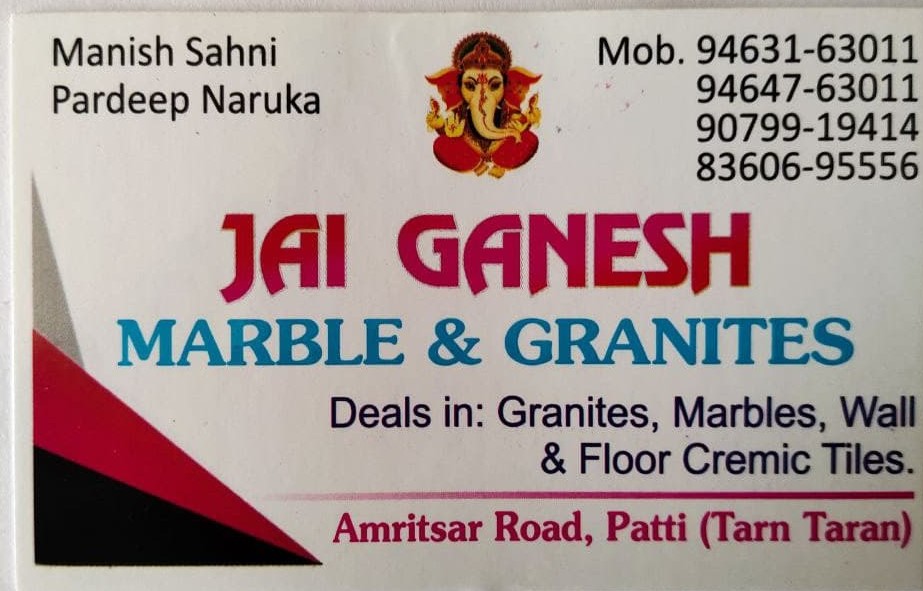 Manish Sahni
Pardeep Naruka
Mob. 94631-63011
94647-63011
90799-19414
83606-95556
JAI GANESH
MARBLE & GRANITES
Deals in: Granites, Marbles, Wall
& Floor Cremic Tiles.
Amritsar Road, Patti (Tarn Taran)